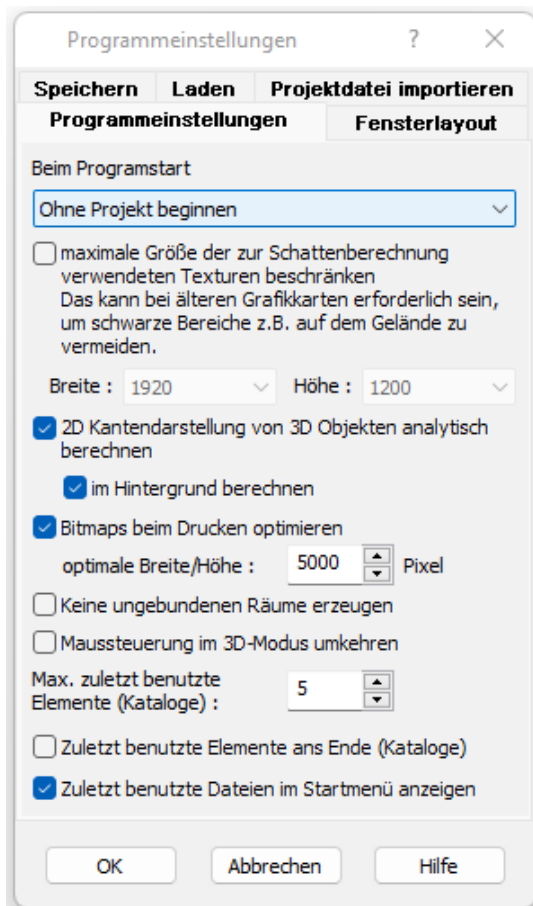 Programmeinstellungen ?
Speichern Laden Projektdatei importieren
Programmeinstellungen Fensterlayout
Beim Programstart
Ohne Projekt beginnen
maximale Größe der zur Schattenberechnung
verwendeten Texturen beschränken
Das kann bei älteren Grafikkarten erforderlich sein,
um schwarze Bereiche z.B. auf dem Gelände zu
vermeiden.
Breite : 1920 Höhe : 1200
2D Kantendarstellung von 3D Objekten analytisch
berechnen
im Hintergrund berechnen
Bitmaps beim Drucken optimieren
optimale Breite/Höhe : 5000 Pixel
Keine ungebundenen Räume erzeugen
Maussteuerung im 3D-Modus umkehren
Max. zuletzt benutzte
Elemente (Kataloge) : 5
Zuletzt benutzte Elemente ans Ende (Kataloge)
Zuletzt benutzte Dateien im Startmenü anzeigen
OK Abbrechen Hilfe